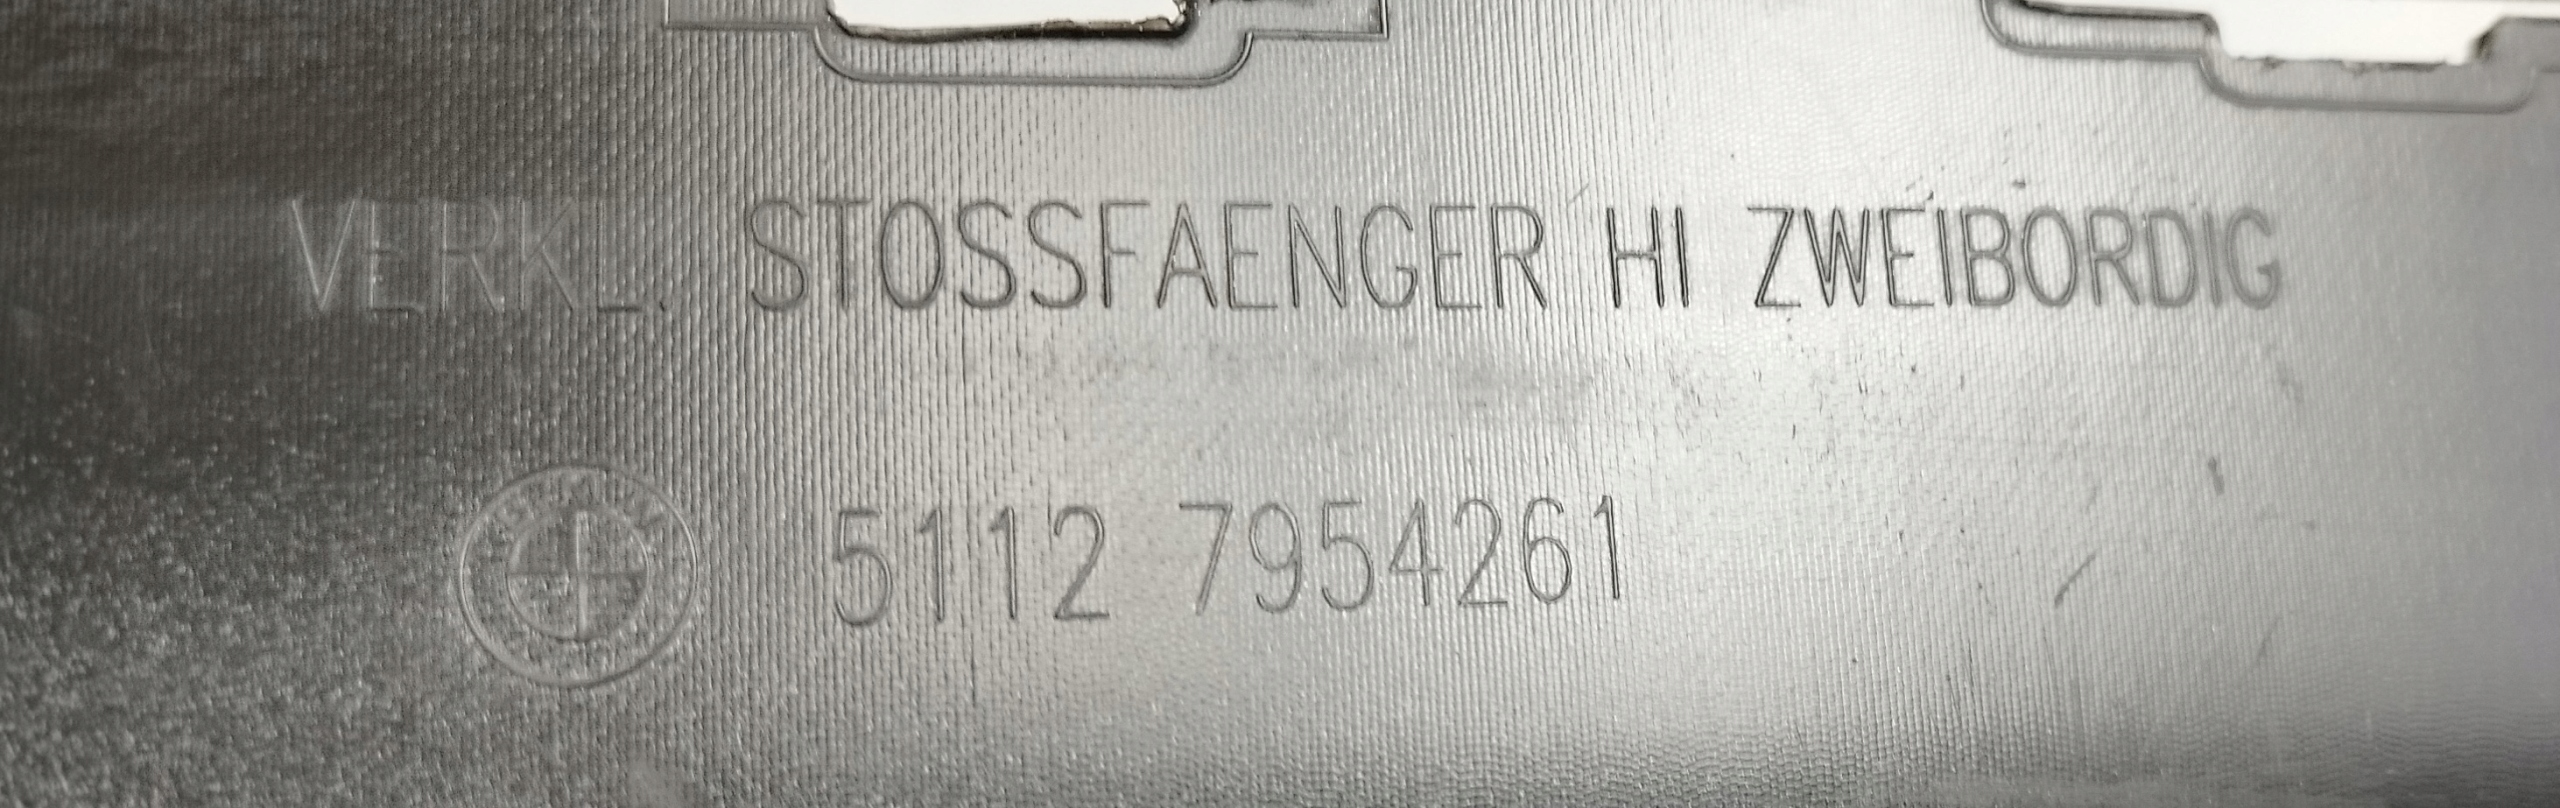 VERKL. STOSSFAENGER HI ZWEIBORDIG
5112 7954261